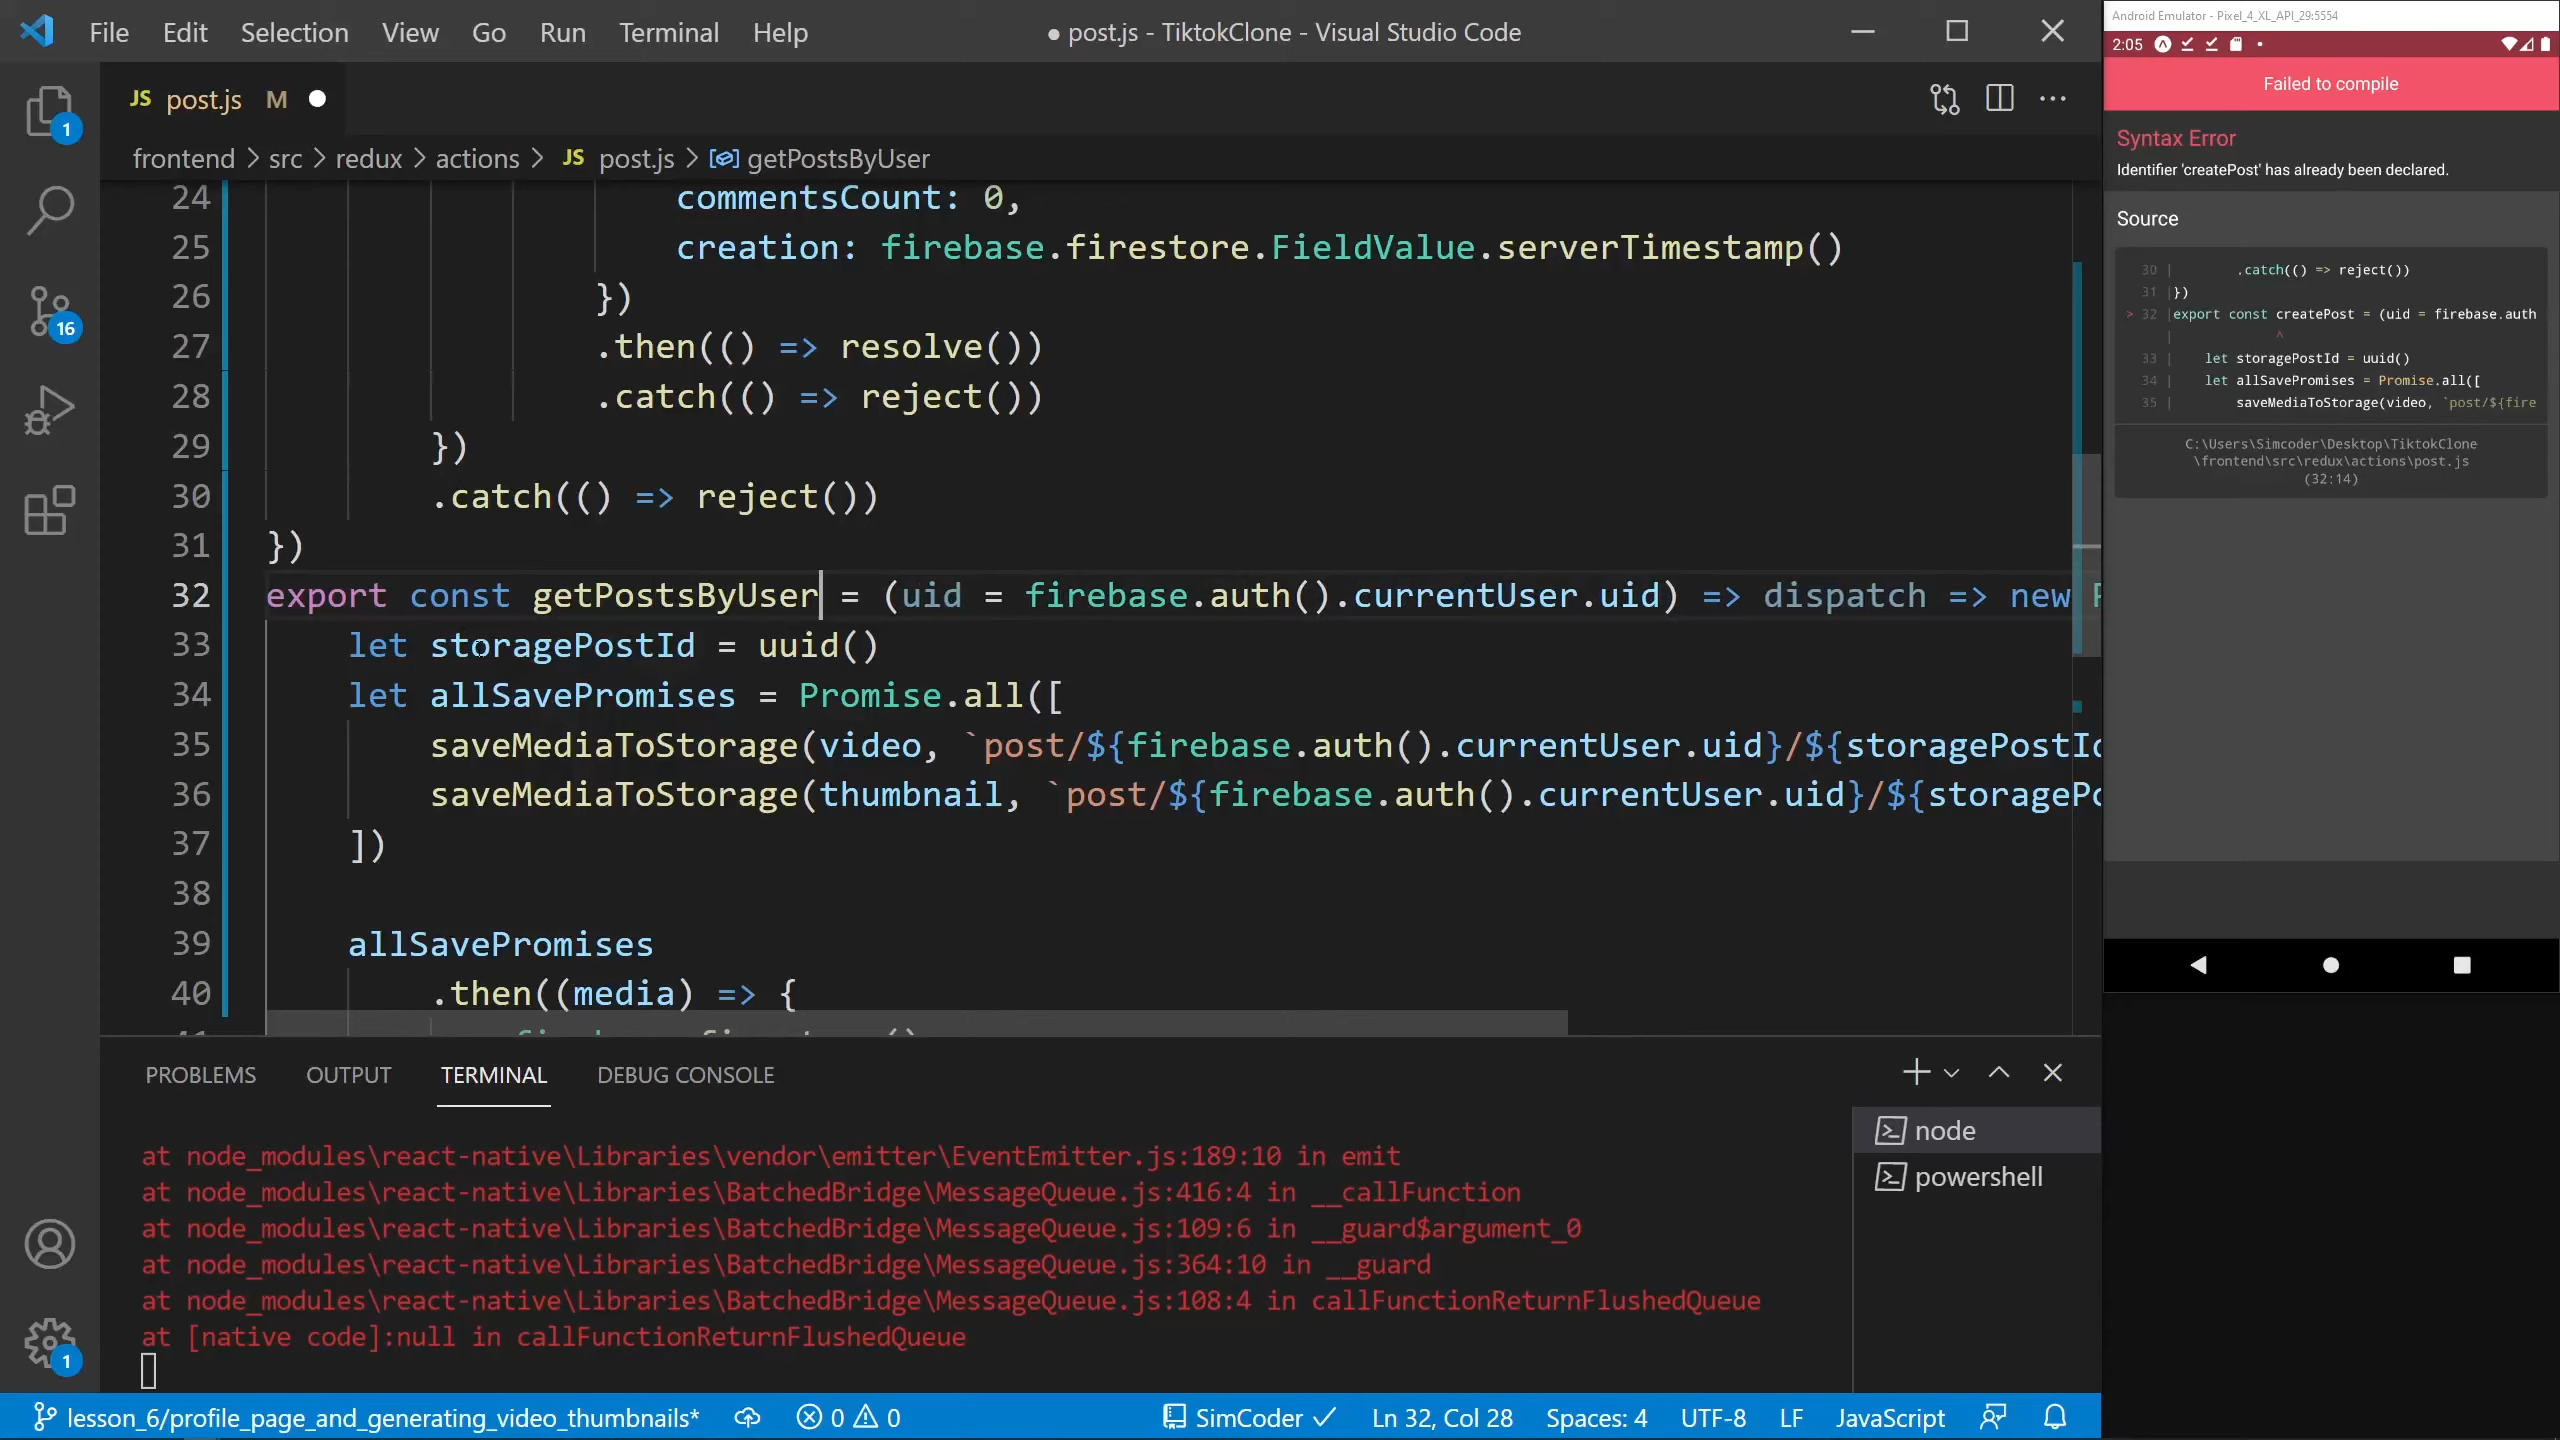 File Edit Selection View Go Run Terminal Help
● post.js - TiktokClone - Visual Studio Code
JS post.js M
frontend > src > redux > actions > JS post.js > getPostsByUser
24 commentsCount: 0,
25 creation: firebase.firestore.FieldValue.serverTimestamp()
26 })
27 .then(() => resolve())
28 .catch(() => reject())
29 })
30 .catch(() => reject())
31 })
32 export const getPostsByUser = (uid = firebase.auth().currentUser.uid) => dispatch => new
33 let storagePostId = uuid()
34 let allSavePromises = Promise.all([
35 saveMediaToStorage(video, `post/${firebase.auth().currentUser.uid}/${storagePostId
36 saveMediaToStorage(thumbnail, `post/${firebase.auth().currentUser.uid}/${storagePo
37 ])
38
39 allSavePromises
40 .then((media) => {
PROBLEMS OUTPUT TERMINAL DEBUG CONSOLE
at node_modules\react-native\Libraries\vendor\emitter\EventEmitter.js:189:10 in emit
at node_modules\react-native\Libraries\BatchedBridge\MessageQueue.js:416:4 in __callFunction
at node_modules\react-native\Libraries\BatchedBridge\MessageQueue.js:109:6 in __guard$argument_0
at node_modules\react-native\Libraries\BatchedBridge\MessageQueue.js:364:10 in __guard
at node_modules\react-native\Libraries\BatchedBridge\MessageQueue.js:108:4 in callFunctionReturnFlushedQueue
at [native code]:null in callFunctionReturnFlushedQueue
node
powershell
1
16
1
lesson_6/profile_page_and_generating_video_thumbnails* 0 0 SimCoder ✓ Ln 32, Col 28 Spaces: 4 UTF-8 LF JavaScript
Android Emulator - Pixel_4_XL_API_29:5554
2:05
Failed to compile
Syntax Error
Identifier 'createPost' has already been declared.
Source
30 | .catch(() => reject())
31 |})
> 32 |export const createPost = (uid = firebase.auth
| ^
33 | let storagePostId = uuid()
34 | let allSavePromises = Promise.all([
35 | saveMediaToStorage(video, `post/${fire
C:\Users\Simcoder\Desktop\TiktokClone
\frontend\src\redux\actions\post.js
(32:14)